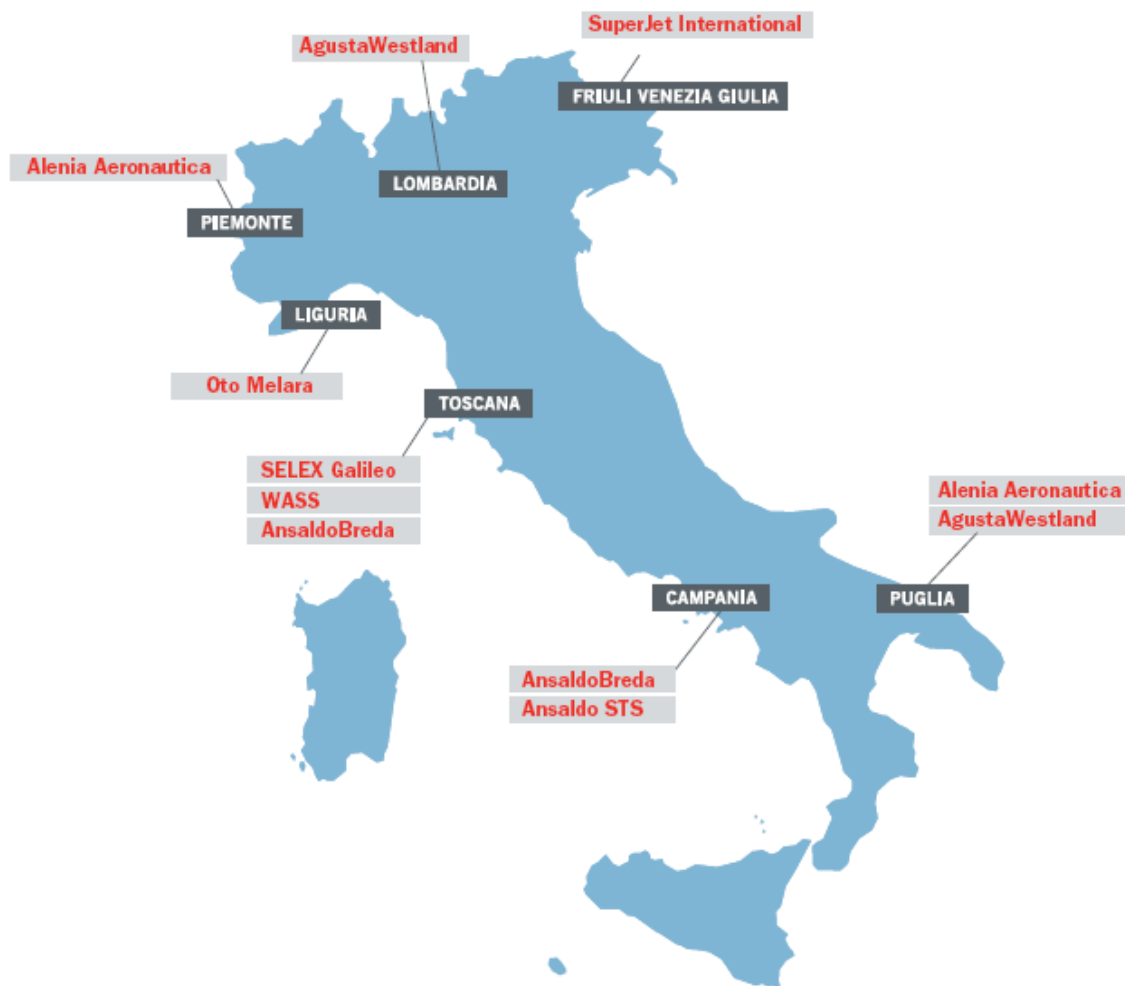 SuperJet International
AgustaWestland
FRIULI VENEZIA GIULIA
Alenia Aeronautica
LOMBARDIA
PIEMONTE
LIGURIA
Oto Melara
TOSCANA
SELEX Galileo
WASS
AnsaldoBreda
Alenia Aeronautica
AgustaWestland
CAMPANIA
PUGLIA
AnsaldoBreda
Ansaldo STS